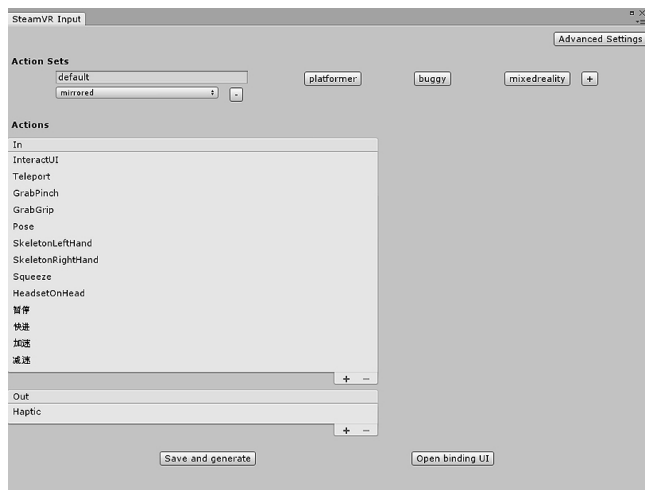 SteamVR Input
Advanced Settings
Action Sets
default platformer buggy mixedreality +
mirrored -
Actions
In
InteractUI
Teleport
GrabPinch
GrabGrip
Pose
SkeletonLeftHand
SkeletonRightHand
Squeeze
HeadsetOnHead
暂停
快进
加速
减速
+ −
Out
Haptic
+ −
Save and generate Open binding UI